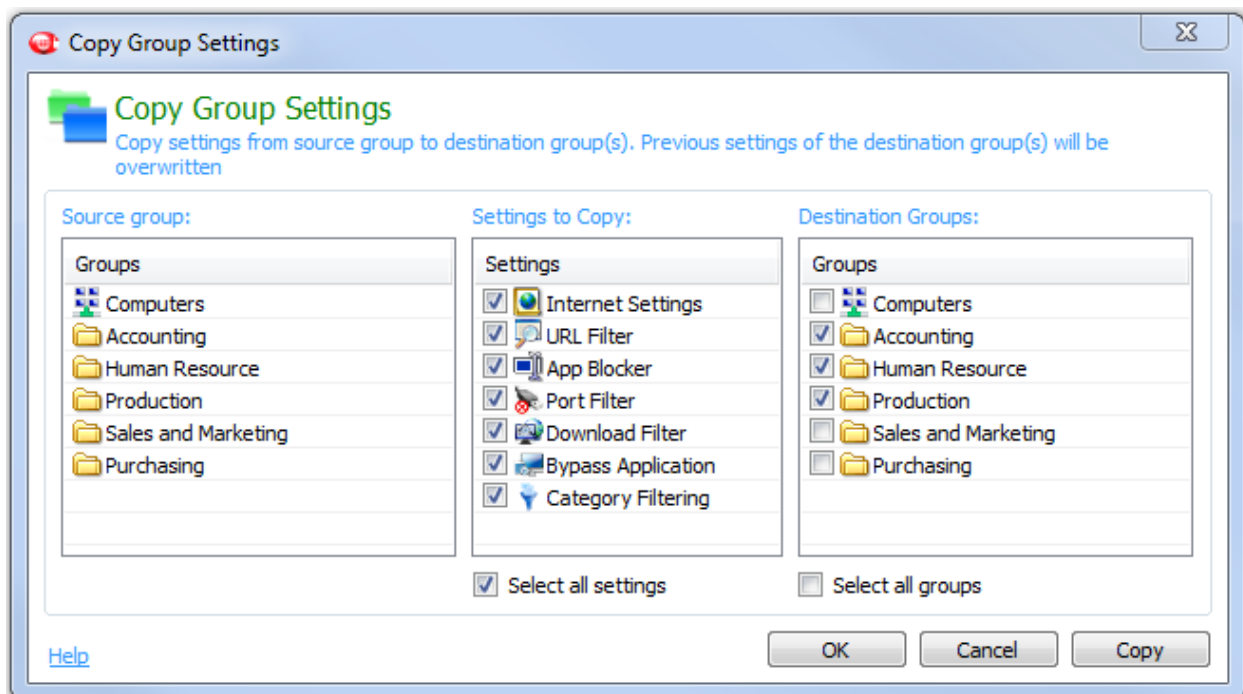 Copy Group Settings
Copy Group Settings
Copy settings from source group to destination group(s). Previous settings of the destination group(s) will be
overwritten
Source group:
Groups
Computers
Accounting
Human Resource
Production
Sales and Marketing
Purchasing
Settings to Copy:
Settings
Internet Settings
URL Filter
App Blocker
Port Filter
Download Filter
Bypass Application
Category Filtering
Select all settings
Destination Groups:
Groups
Computers
Accounting
Human Resource
Production
Sales and Marketing
Purchasing
Select all groups
Help
OK
Cancel
Copy